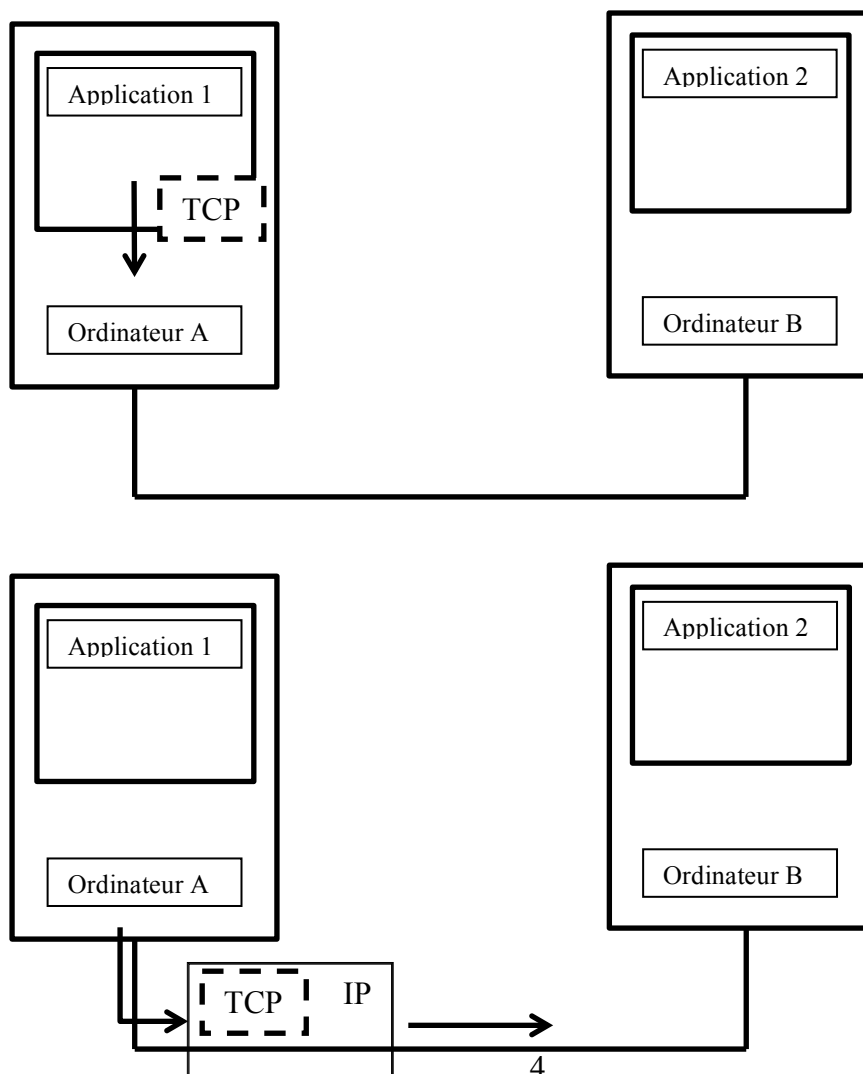 Application 1
Application 2
TCP
Ordinateur A
Ordinateur B
Application 1
Application 2
Ordinateur A
Ordinateur B
TCP
IP
4